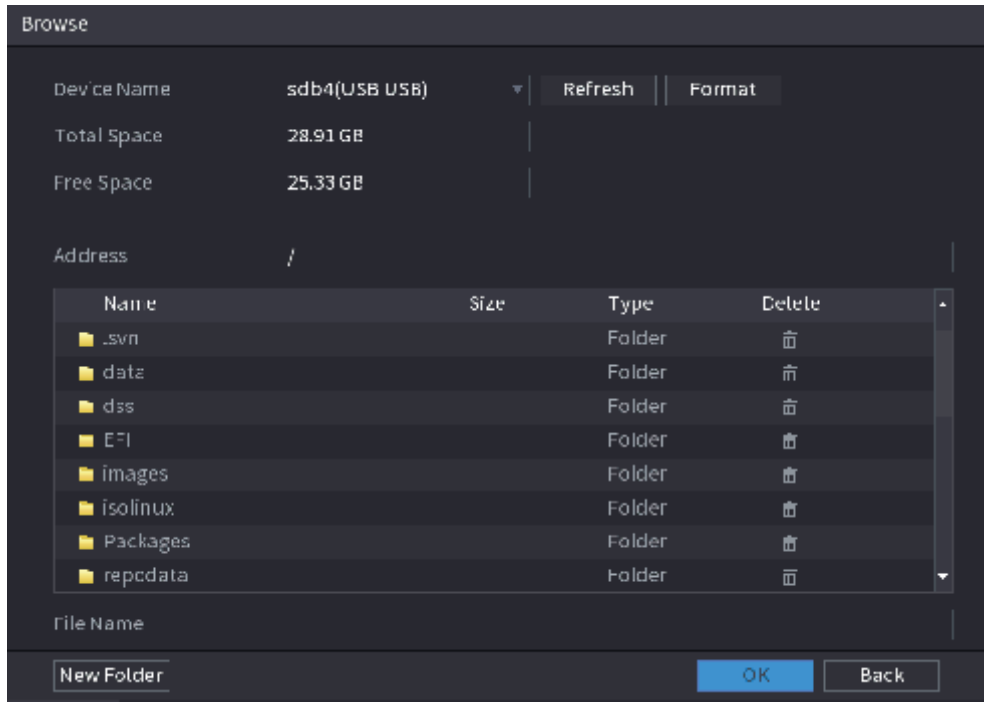 Browse
Device Name sdb4(USB USB) Refresh Format
Total Space 28.91 GB
Free Space 25.33 GB
Address /
Name Size Type Delete
.svn Folder
data Folder
dss Folder
EFI Folder
images Folder
isolinux Folder
Packages Folder
repodata Folder
File Name
New Folder OK Back